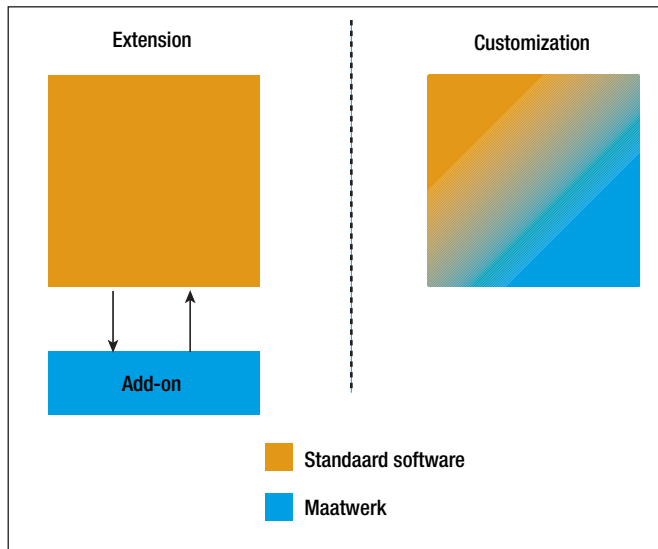 Extension
Customization
Add-on
Standaard software
Maatwerk